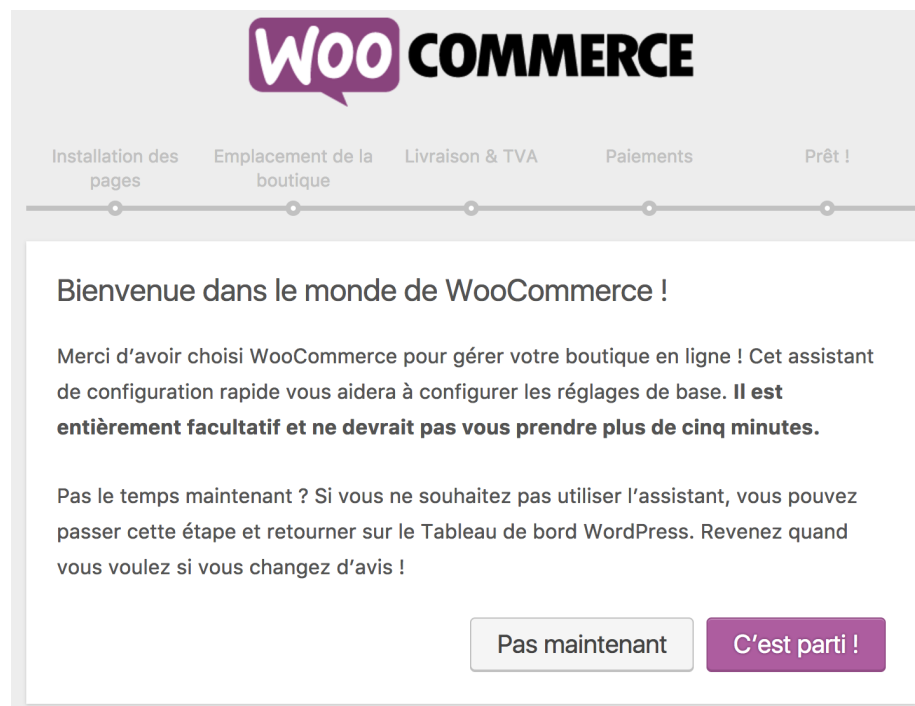 WOO COMMERCE
Installation des
pages
Emplacement de la
boutique
Livraison & TVA
Paiements
Prêt !
Bienvenue dans le monde de WooCommerce !
Merci d’avoir choisi WooCommerce pour gérer votre boutique en ligne ! Cet assistant
de configuration rapide vous aidera à configurer les réglages de base. Il est
entièrement facultatif et ne devrait pas vous prendre plus de cinq minutes.
Pas le temps maintenant ? Si vous ne souhaitez pas utiliser l’assistant, vous pouvez
passer cette étape et retourner sur le Tableau de bord WordPress. Revenez quand
vous voulez si vous changez d’avis !
Pas maintenant
C’est parti !